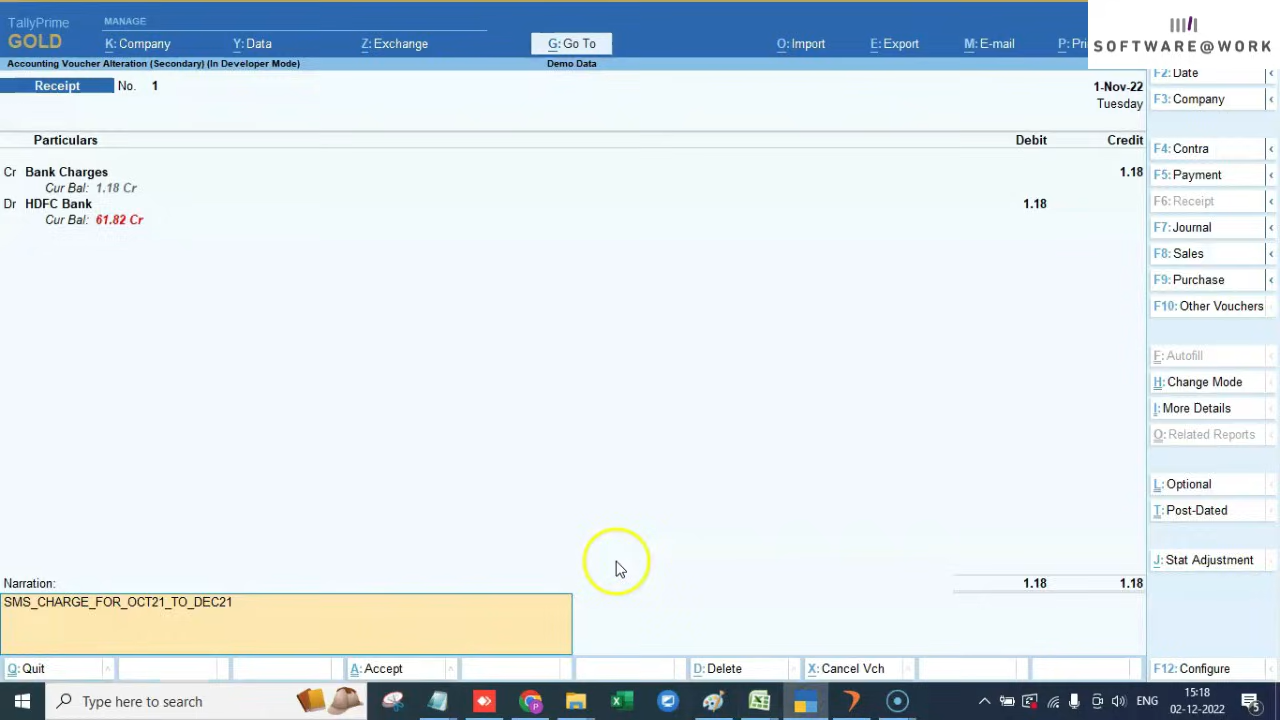 TallyPrime
GOLD
MANAGE
K: Company
Y: Data
Z: Exchange
G: Go To
O: Import
E: Export
M: E-mail
P: Pri
SOFTWARE@WORK
Accounting Voucher Alteration (Secondary) (In Developer Mode)
Demo Data
F2: Date
Receipt
No. 1
1-Nov-22
F3: Company
Tuesday
Particulars
Debit
Credit
F4: Contra
Cr Bank Charges
1.18
F5: Payment
Cur Bal: 1.18 Cr
Dr HDFC Bank
1.18
F6: Receipt
Cur Bal: 61.82 Cr
F7: Journal
F8: Sales
F9: Purchase
F10: Other Vouchers
F: Autofill
H: Change Mode
I: More Details
O: Related Reports
L: Optional
T: Post-Dated
J: Stat Adjustment
Narration:
1.18
1.18
SMS_CHARGE_FOR_OCT21_TO_DEC21
Q: Quit
A: Accept
D: Delete
X: Cancel Vch
F12: Configure
Type here to search
ENG
15:18
02-12-2022
5